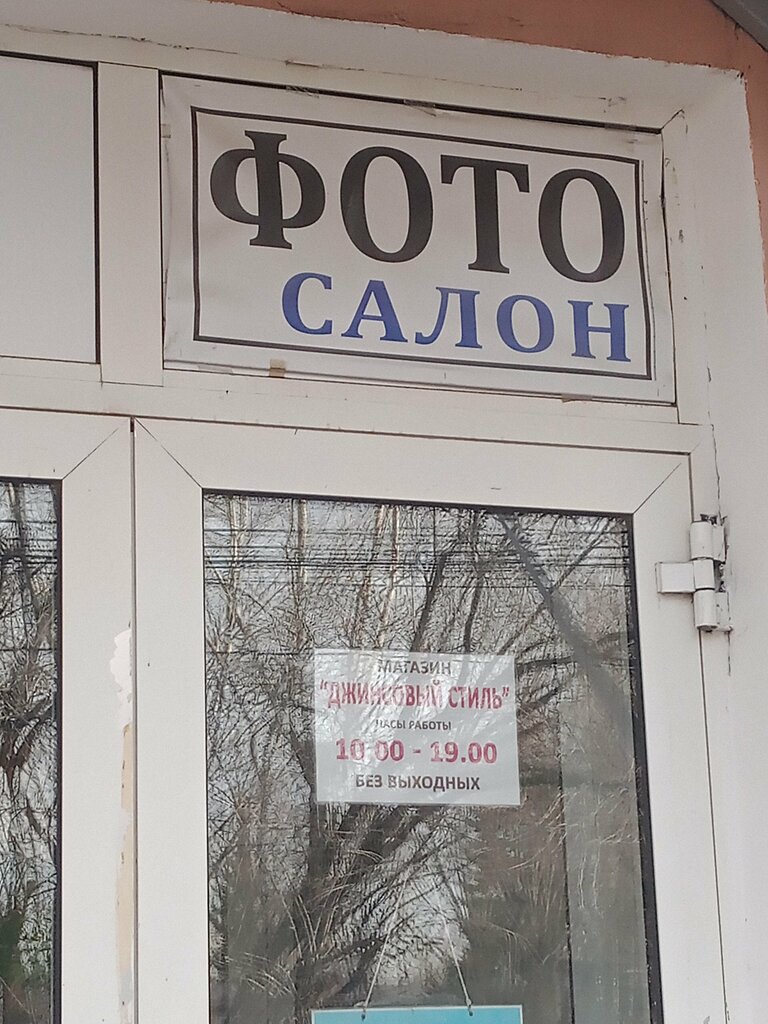 ФОТО
САЛОН
МАГАЗИН
"ДЖИНСОВЫЙ СТИЛЬ"
ЧАСЫ РАБОТЫ
10.00 - 19.00
БЕЗ ВЫХОДНЫХ